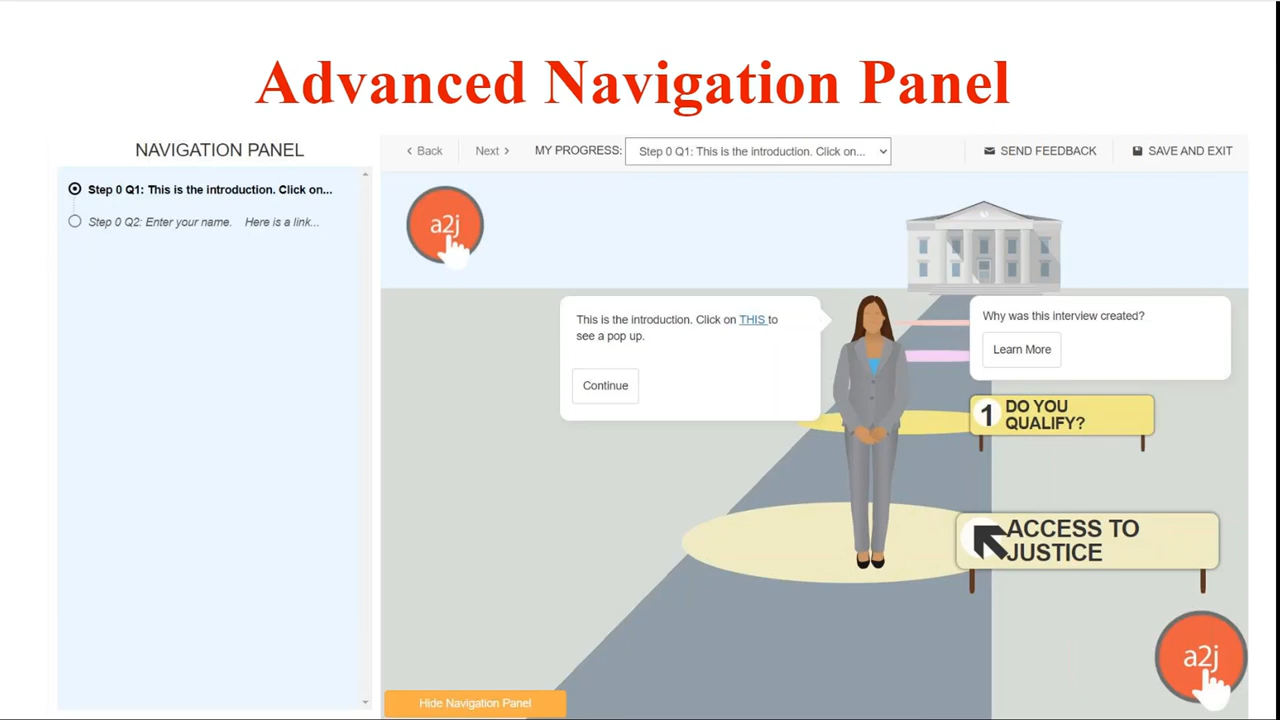 Advanced Navigation Panel
NAVIGATION PANEL
Step 0 Q1: This is the introduction. Click on...
Step 0 Q2: Enter your name. Here is a link...
Back
Next
MY PROGRESS:
Step 0 Q1: This is the introduction. Click on...
SEND FEEDBACK
SAVE AND EXIT
a2j
This is the introduction. Click on THIS to
see a pop up.
Continue
Why was this interview created?
Learn More
1 DO YOU
QUALIFY?
ACCESS TO
JUSTICE
a2j
Hide Navigation Panel